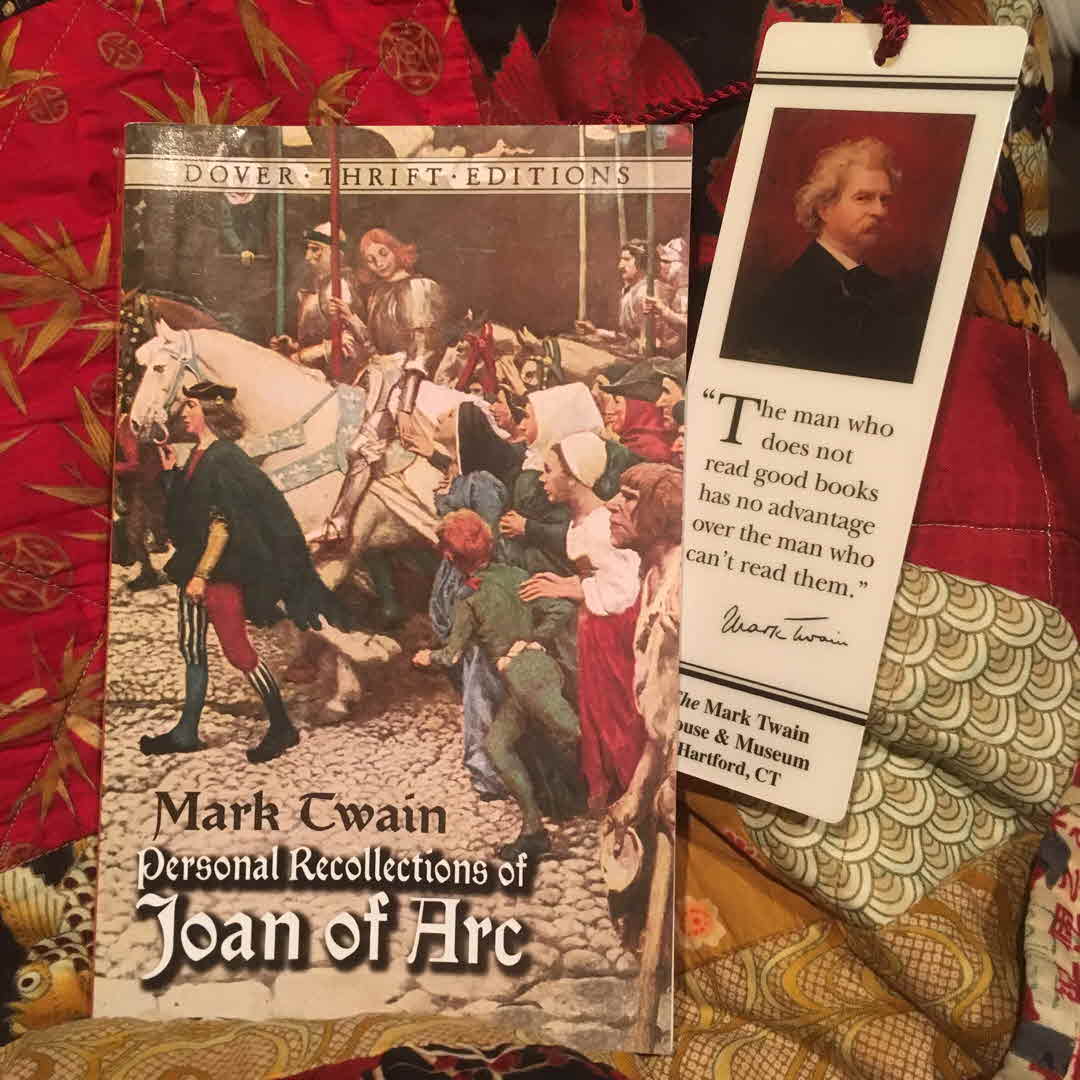 DOVER·THRIFT·EDITIONS
Mark Twain
Personal Recollections of
Joan of Arc
"The man who
does not
read good books
has no advantage
over the man who
can't read them."
Mark Twain
The Mark Twain
ouse & Museum
Hartford, CT